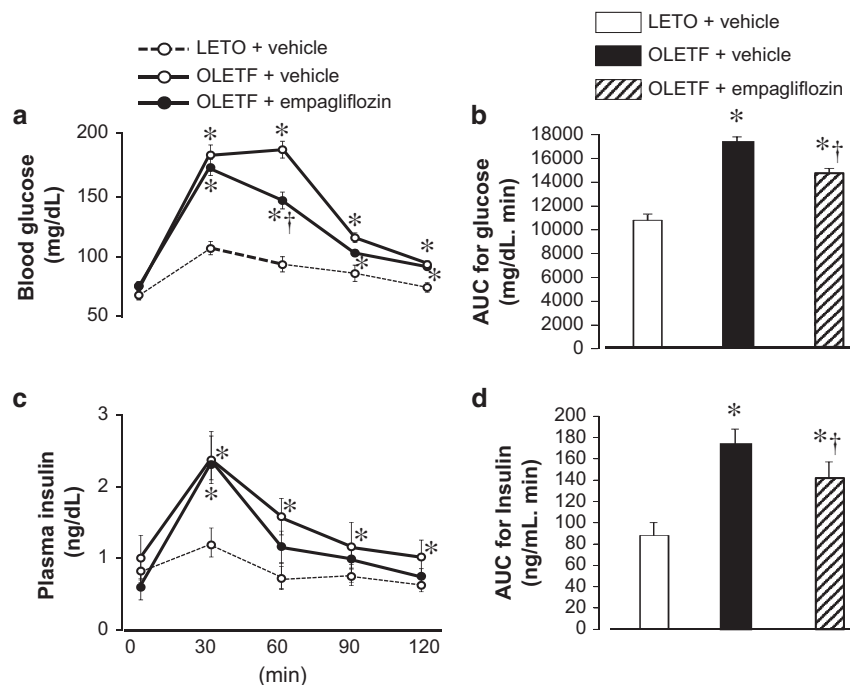 LETO + vehicle
OLETF + vehicle
OLETF + empagliflozin
a
Blood glucose
(mg/dL)
200
150
100
50
*
*
*
*†
*
*
*
*
LETO + vehicle
OLETF + vehicle
OLETF + empagliflozin
b
AUC for glucose
(mg/dL. min)
18000
16000
14000
12000
10000
8000
6000
4000
2000
0
*
*†
c
Plasma insulin
(ng/dL)
3
2
1
0
*
*
*
*
*
0 30 60 90 120
(min)
d
AUC for Insulin
(ng/mL. min)
200
180
160
140
120
100
80
60
40
20
0
*
*†